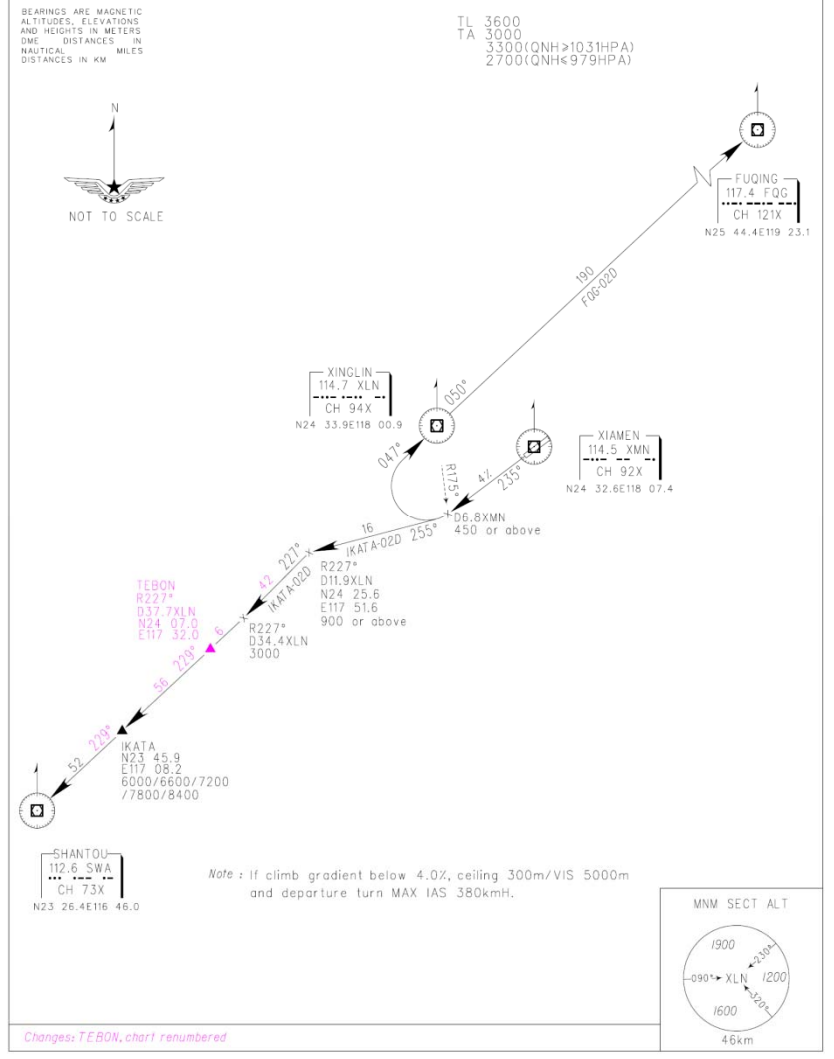 BEARINGS ARE MAGNETIC
ALTITUDES, ELEVATIONS
AND HEIGHTS IN METERS
DME DISTANCES IN
NAUTICAL MILES
DISTANCES IN KM
TL 3600
TA 3000
3300(QNH≥1031HPA)
2700(QNH≤979HPA)
N
NOT TO SCALE
FUQING
117.4 FQG
CH 121X
N25 44.4E119 23.1
190
FQG-02D
XINGLIN
114.7 XLN
CH 94X
N24 33.9E118 00.9
050°
XIAMEN
114.5 XMN
CH 92X
N24 32.6E118 07.4
047°
R175°
4%
235°
D6.8XMN
450 or above
16
IKATA-02D 255°
227°
42
IKATA-02D
R227°
D11.9XLN
N24 25.6
E117 51.6
900 or above
TEBON
R227°
D37.7XLN
N24 07.0
E117 32.0
6
R227°
D34.4XLN
3000
229°
56
229°
52
IKATA
N23 45.9
E117 08.2
6000/6600/7200
/7800/8400
SHANTOU
112.6 SWA
CH 73X
N23 26.4E116 46.0
Note : If climb gradient below 4.0%, ceiling 300m/VIS 5000m
and departure turn MAX IAS 380kmH.
MNM SECT ALT
1900
230°
090°
XLN
1200
320°
1600
46km
Changes: TEBON, chart renumbered